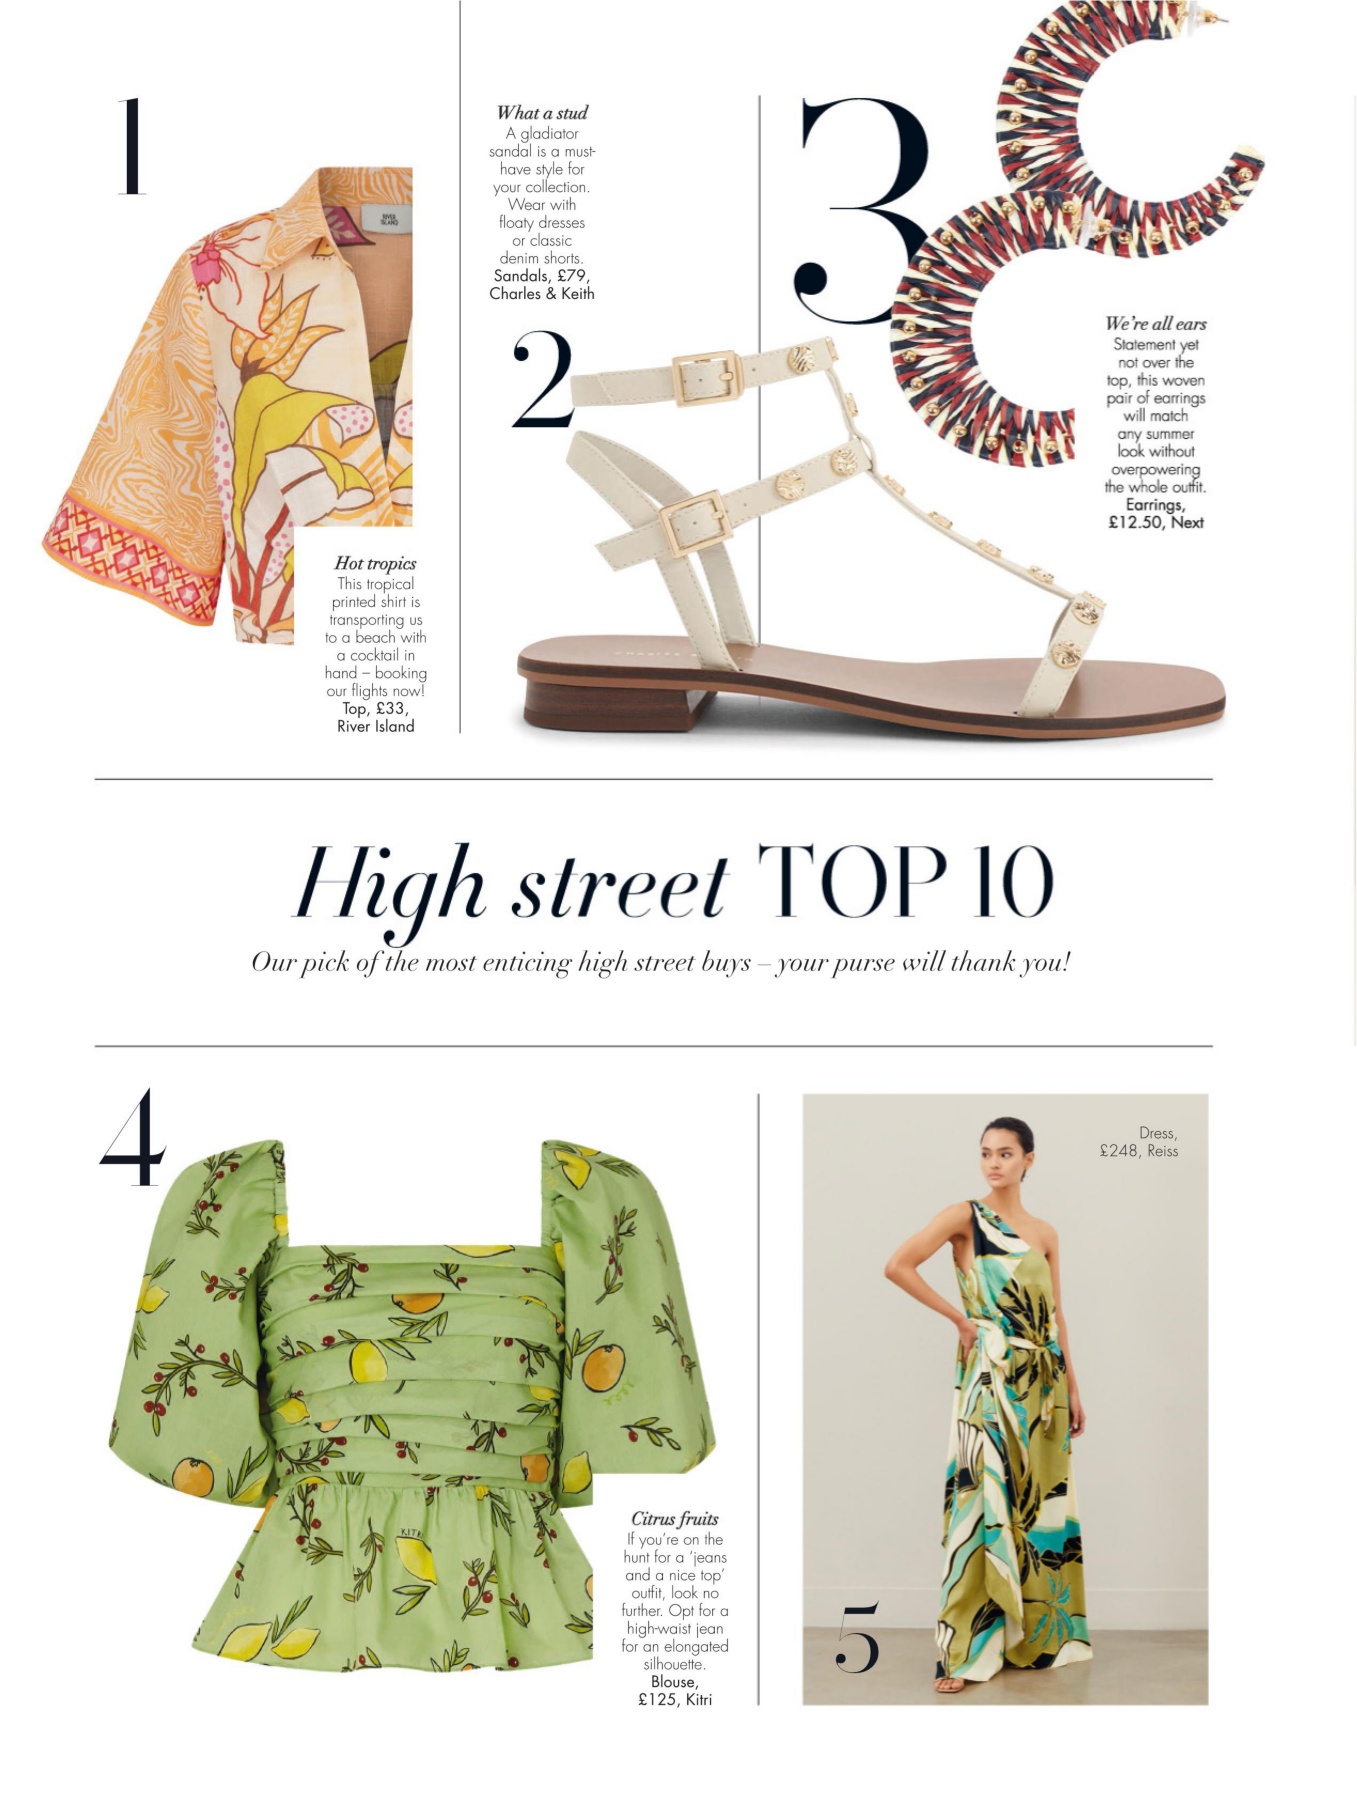 1
RIVER
ISLAND
Hot tropics
This tropical
printed shirt is
transporting us
to a beach with
a cocktail in
hand – booking
our flights now!
Top, £33,
River Island
What a stud
A gladiator
sandal is a must-
have style for
your collection.
Wear with
floaty dresses
or classic
denim shorts.
Sandals, £79,
Charles & Keith
2
3
We're all ears
Statement yet
not over the
top, this woven
pair of earrings
will match
any summer
look without
overpowering
the whole outfit.
Earrings,
£12.50, Next
High street TOP 10
Our pick of the most enticing high street buys – your purse will thank you!
4
KITRI
Citrus fruits
If you're on the
hunt for a 'jeans
and a nice top'
outfit, look no
further. Opt for a
high-waist jean
for an elongated
silhouette.
Blouse,
£125, Kitri
Dress,
£248, Reiss
5